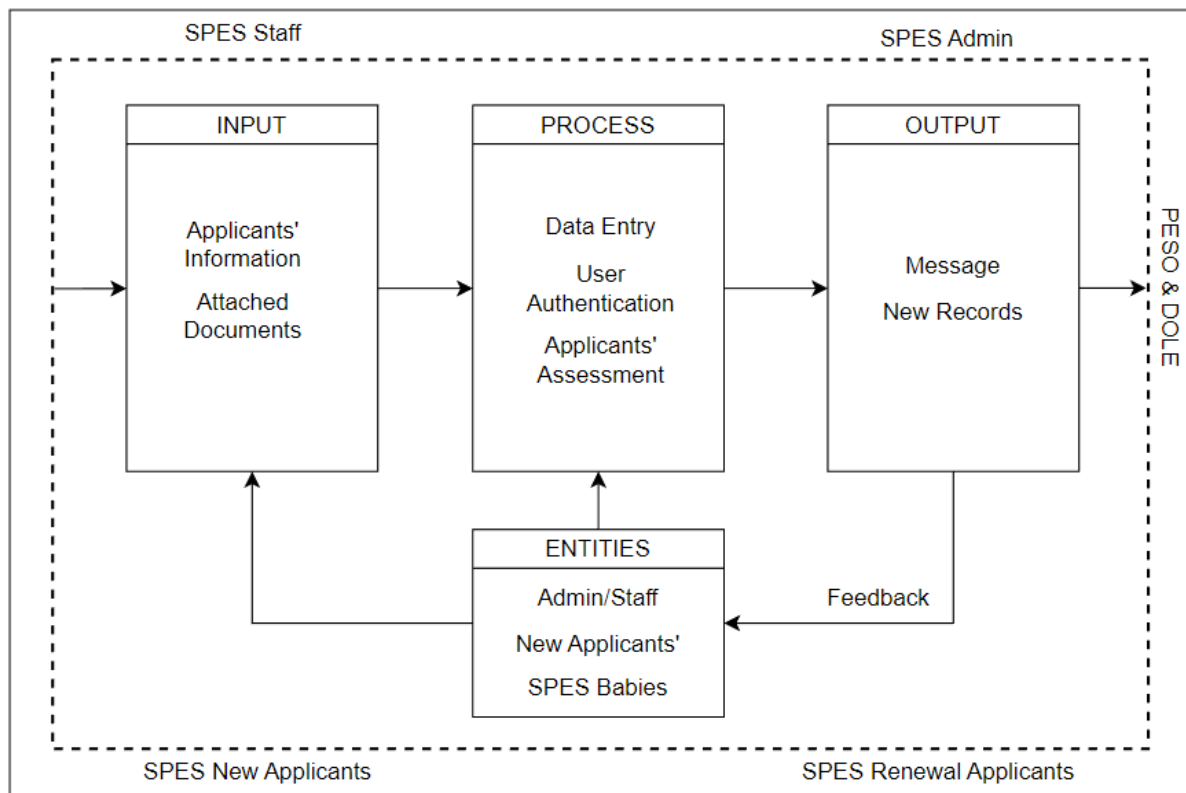 SPES Staff
SPES Admin
INPUT
Applicants'
Information
Attached
Documents
PROCESS
Data Entry
User
Authentication
Applicants'
Assessment
OUTPUT
Message
New Records
PESO & DOLE
ENTITIES
Admin/Staff
New Applicants'
SPES Babies
Feedback
SPES New Applicants
SPES Renewal Applicants